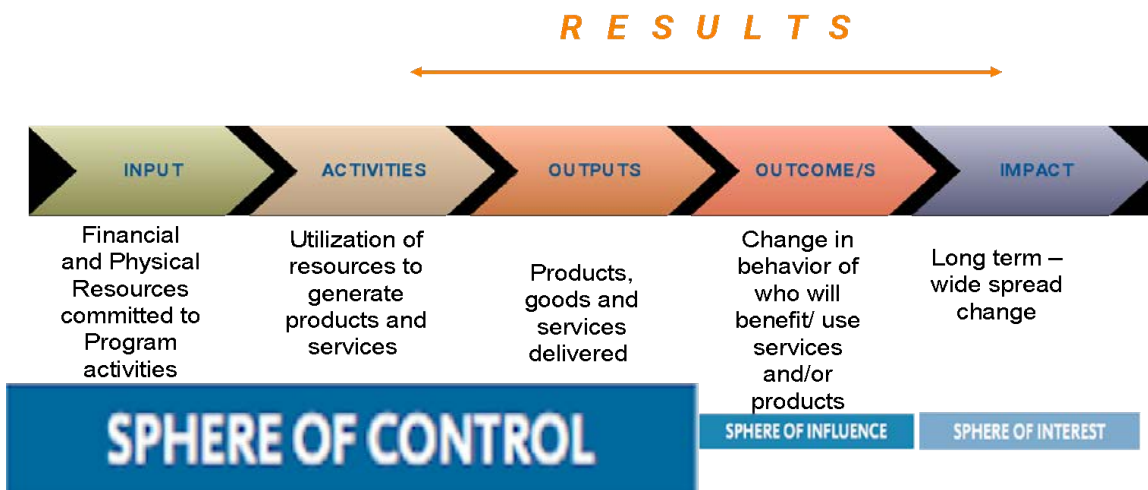 R E S U L T S
INPUT
ACTIVITIES
OUTPUTS
OUTCOME/S
IMPACT
Financial
and Physical
Resources
committed to
Program
activities
Utilization of
resources to
generate
products and
services
Products,
goods and
services
delivered
Change in
behavior of
who will
benefit/ use
services
and/or
products
Long term –
wide spread
change
SPHERE OF CONTROL
SPHERE OF INFLUENCE
SPHERE OF INTEREST